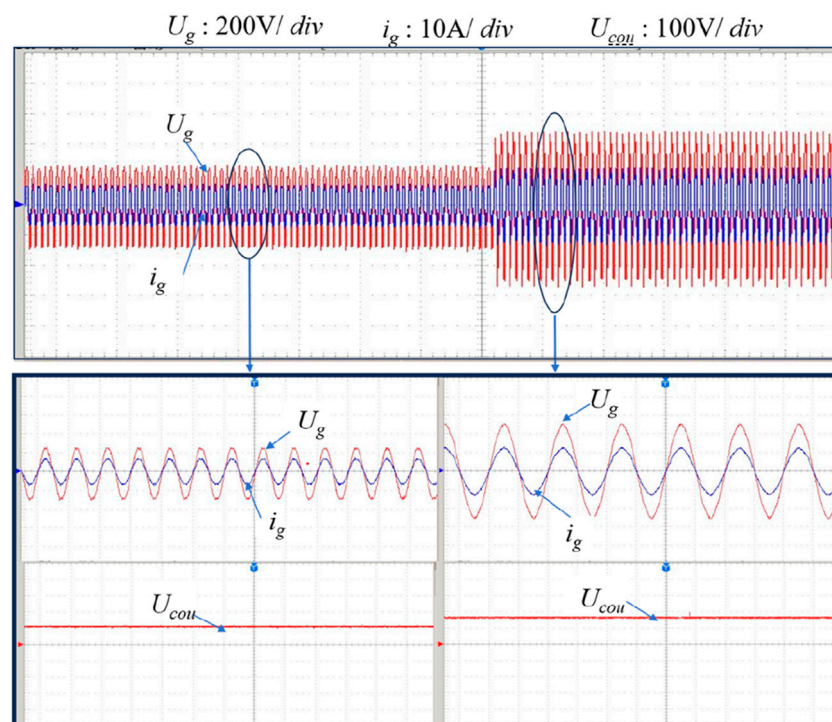 U_g : 200V/ div i_g : 10A/ div U_cou : 100V/ div
U_g
i_g
U_g
U_g
i_g
i_g
U_cou
U_cou